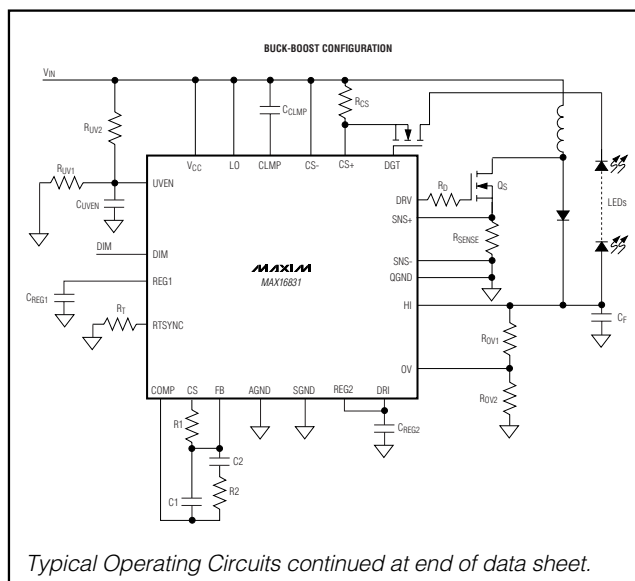 BUCK-BOOST CONFIGURATION
VIN
RUV2
CCLMP
RCS
RUV1
VCC
LO
CLMP
CS-
CS+
DGT
UVEN
CUVEN
DRV
RD
QS
LEDs
SNS+
RSENSE
DIM
DIM
MAXIM
MAX16831
SNS-
QGND
REG1
CREG1
HI
CF
RT
RTSYNC
ROV1
OV
COMP
CS
FB
AGND
SGND
REG2
DRI
ROV2
R1
C2
CREG2
C1
R2
Typical Operating Circuits continued at end of data sheet.